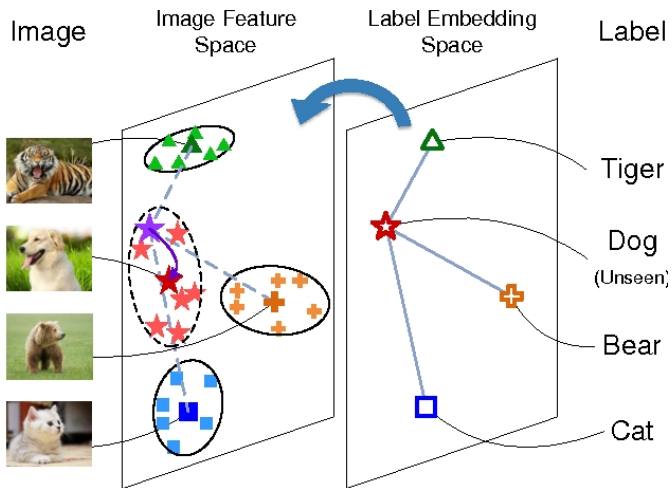 Image
Image Feature
Space
Label Embedding
Space
Label
Tiger
Dog
(Unseen)
Bear
Cat